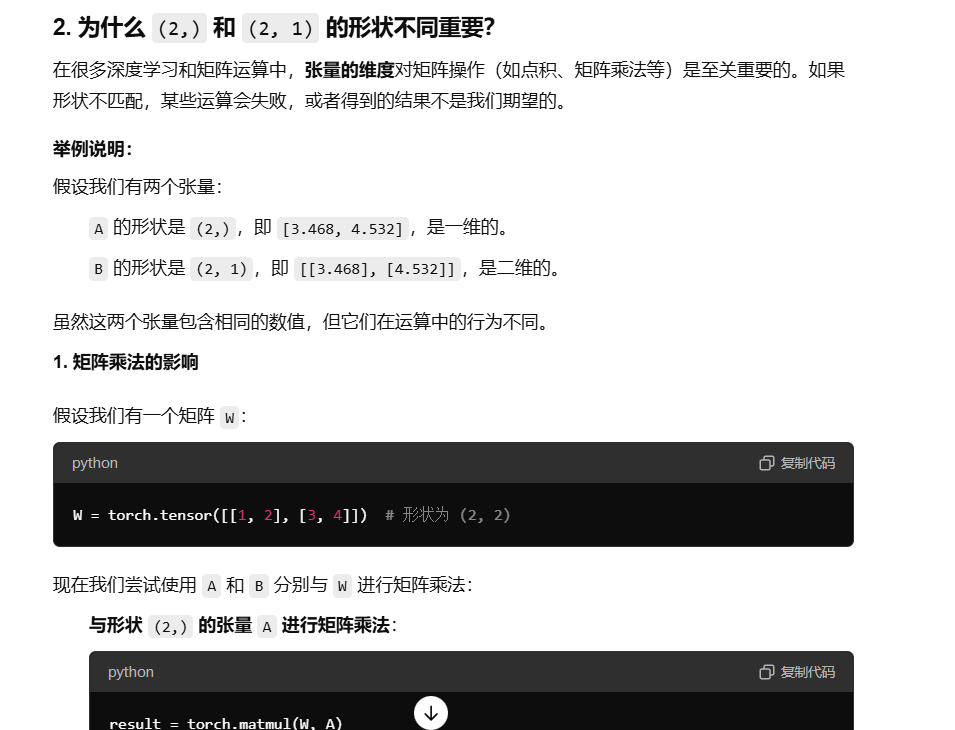 2. 为什么 (2,) 和 (2, 1) 的形状不同重要？
在很多深度学习和矩阵运算中，张量的维度对矩阵操作（如点积、矩阵乘法等）是至关重要的。如果
形状不匹配，某些运算会失败，或者得到的结果不是我们期望的。
举例说明：
假设我们有两个张量：
A 的形状是 (2,)，即 [3.468, 4.532]，是一维的。
B 的形状是 (2, 1)，即 [[3.468], [4.532]]，是二维的。
虽然这两个张量包含相同的数值，但它们在运算中的行为不同。
1. 矩阵乘法的影响
假设我们有一个矩阵 W：
python 复制代码
W = torch.tensor([[1, 2], [3, 4]])  # 形状为 (2, 2)
现在我们尝试使用 A 和 B 分别与 W 进行矩阵乘法：
与形状 (2,) 的张量 A 进行矩阵乘法：
python 复制代码
result = torch.matmul(W, A)